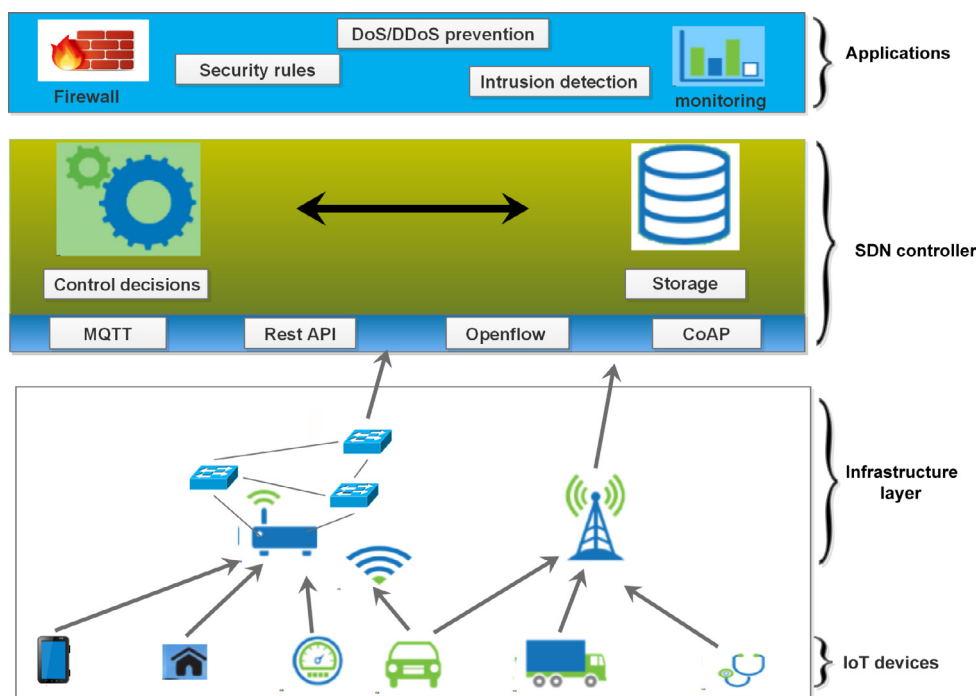 DoS/DDoS prevention
Security rules
Intrusion detection
Firewall
monitoring
Applications
Control decisions
Storage
SDN controller
MQTT
Rest API
Openflow
CoAP
Infrastructure
layer
IoT devices